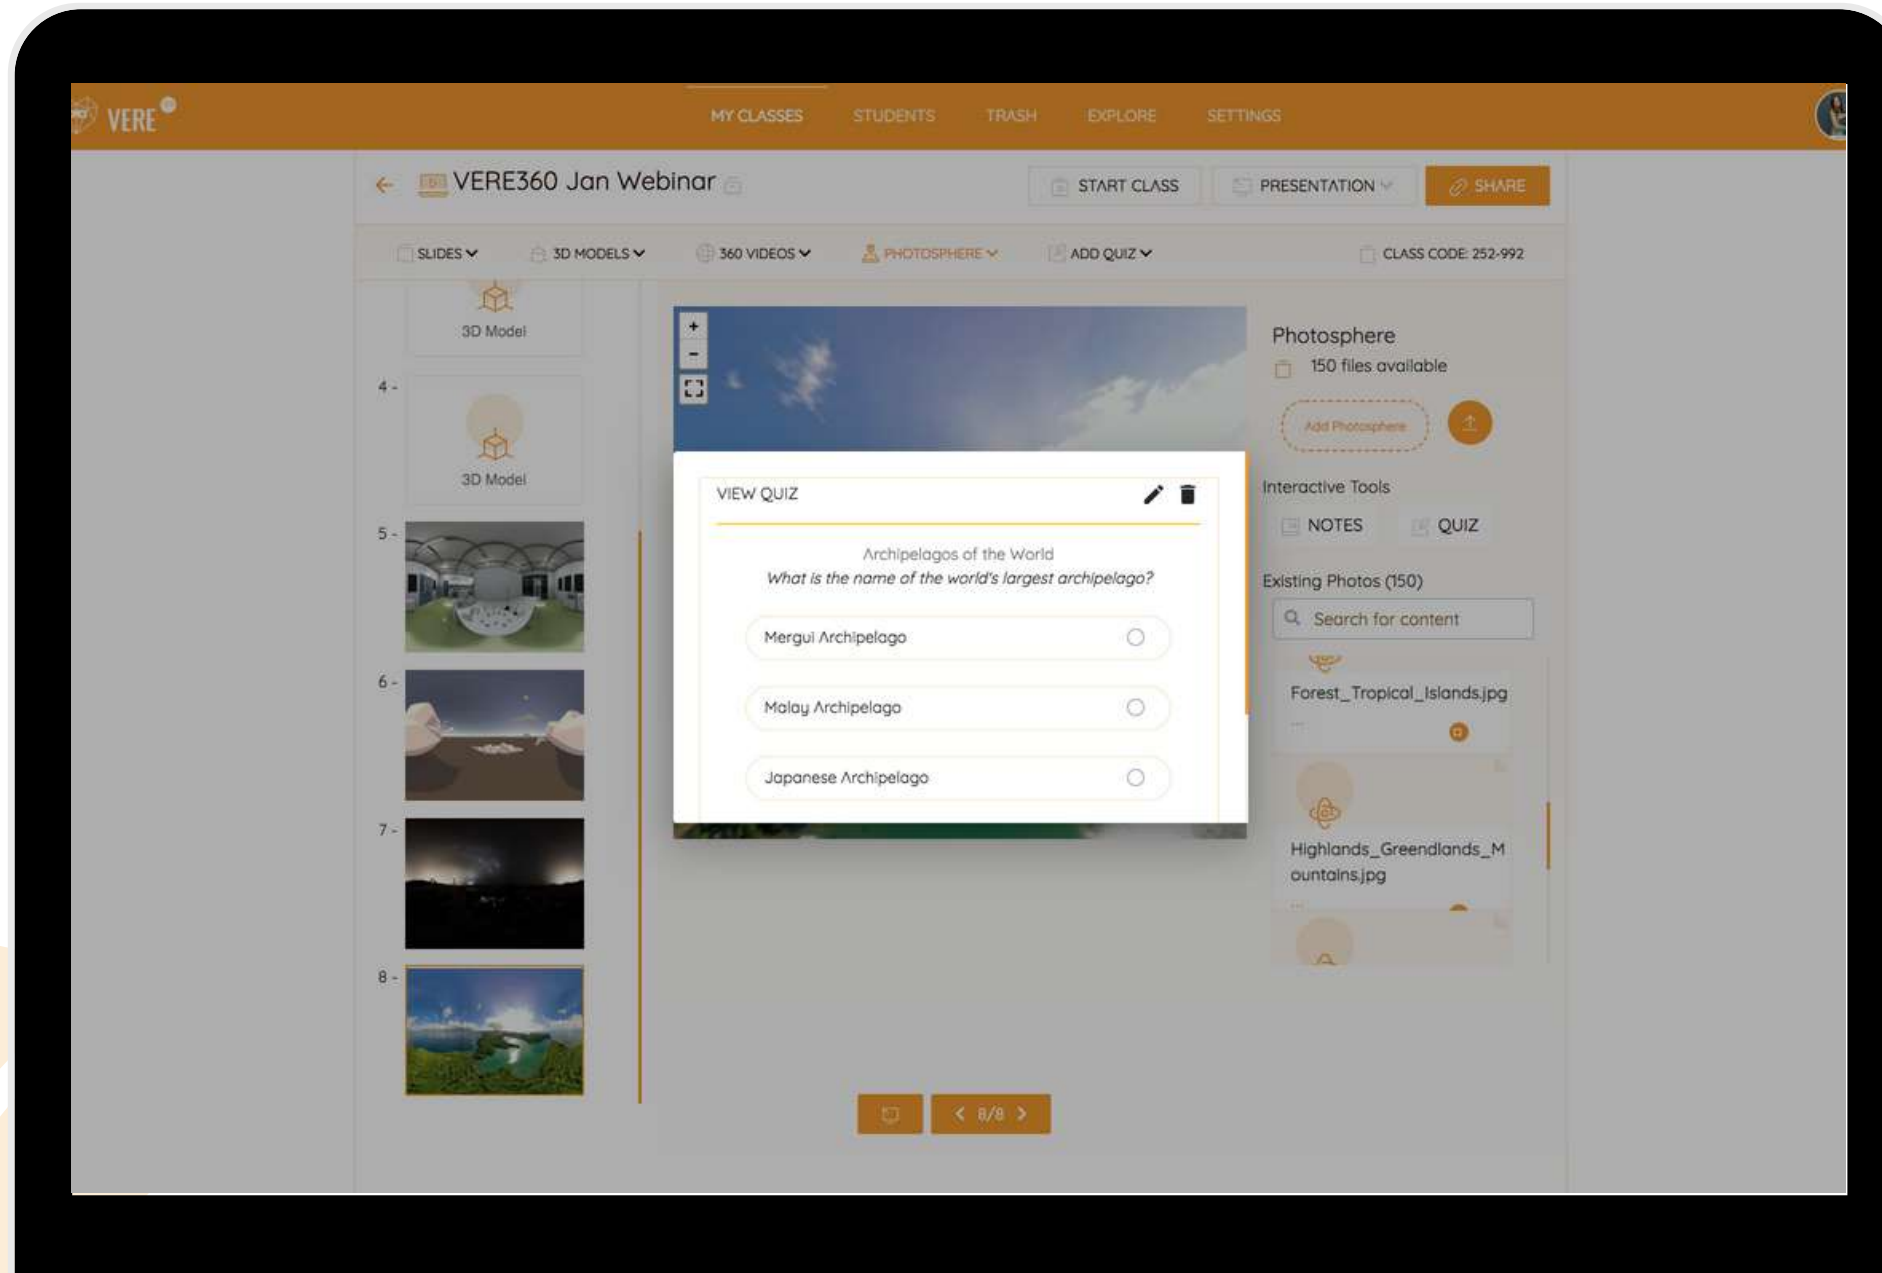 VERE
MY CLASSES STUDENTS TRASH EXPLORE SETTINGS
VERE360 Jan Webinar
START CLASS PRESENTATION SHARE
SLIDES 3D MODELS 360 VIDEOS PHOTOSPHERE ADD QUIZ CLASS CODE: 252-992
3D Model
4 -
3D Model
5 -
6 -
7 -
8 -
+
-
VIEW QUIZ
Archipelagos of the World
What is the name of the world's largest archipelago?
Mergui Archipelago
Malay Archipelago
Japanese Archipelago
< 8/8 >
Photosphere
150 files available
Add Photosphere
Interactive Tools
NOTES QUIZ
Existing Photos (150)
Search for content
Forest_Tropical_Islands.jpg
...
Highlands_Greendlands_M
ountains.jpg
...